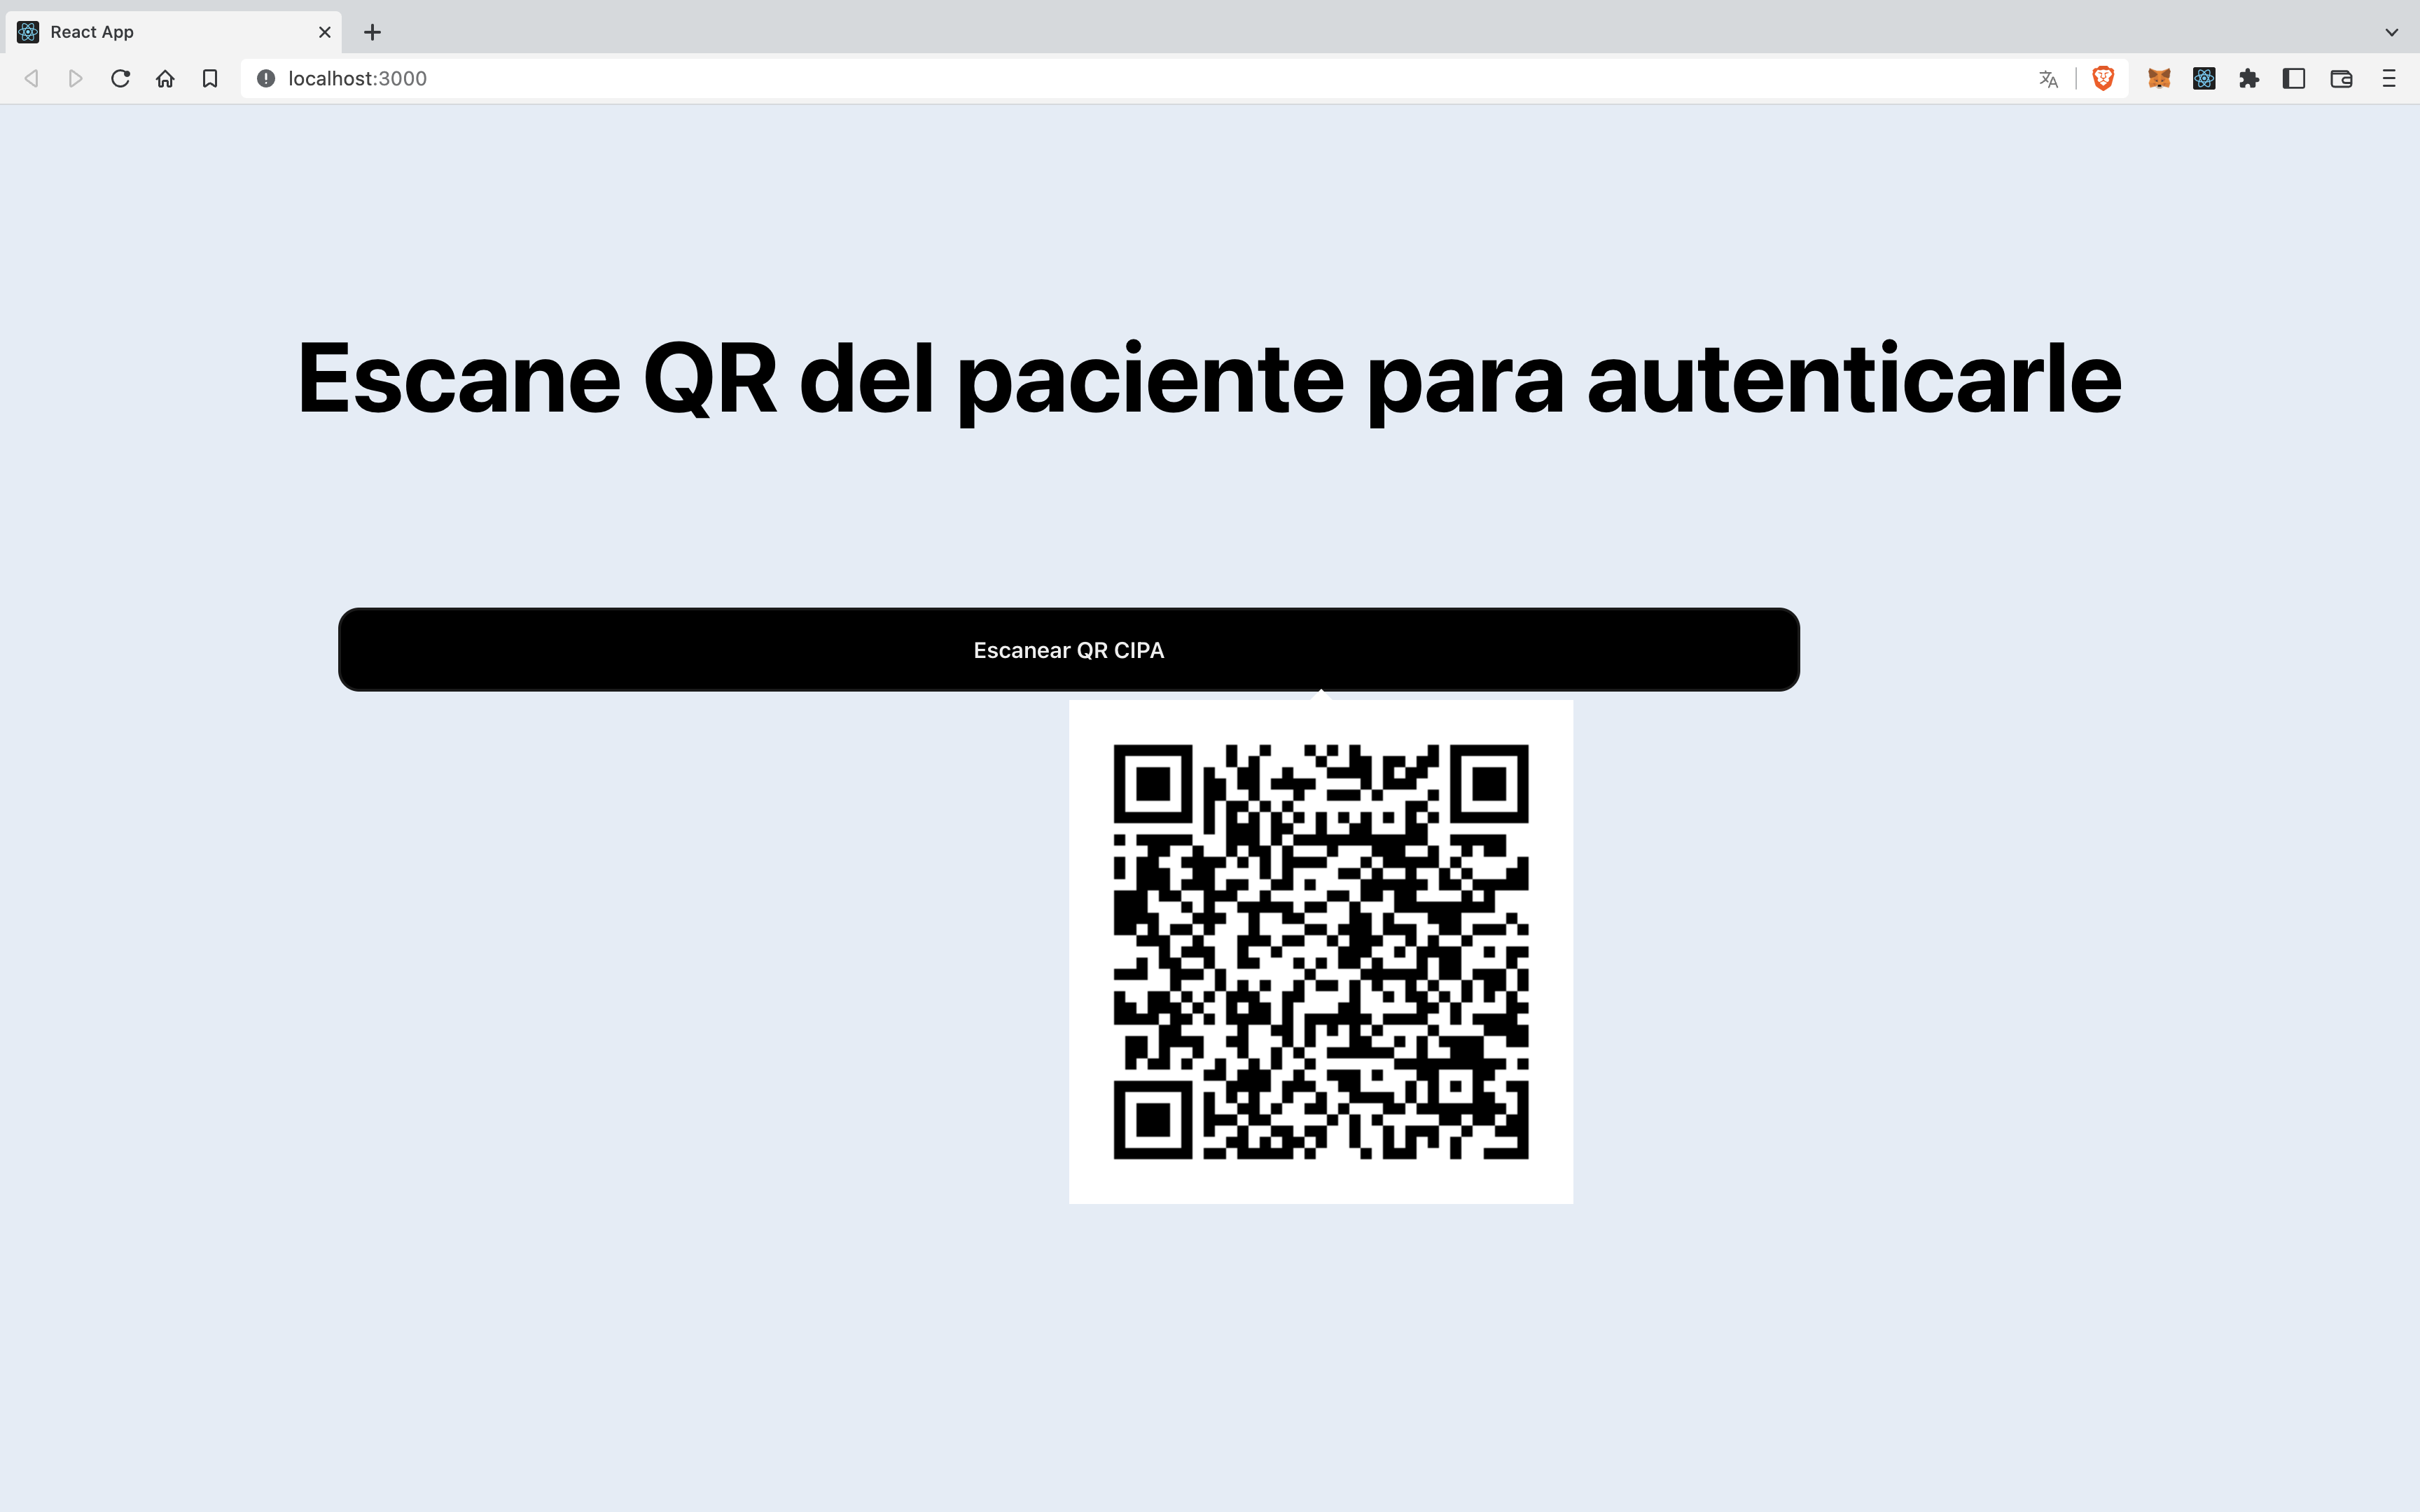 React App
localhost:3000
Escane QR del paciente para autenticarle
Escanear QR CIPA